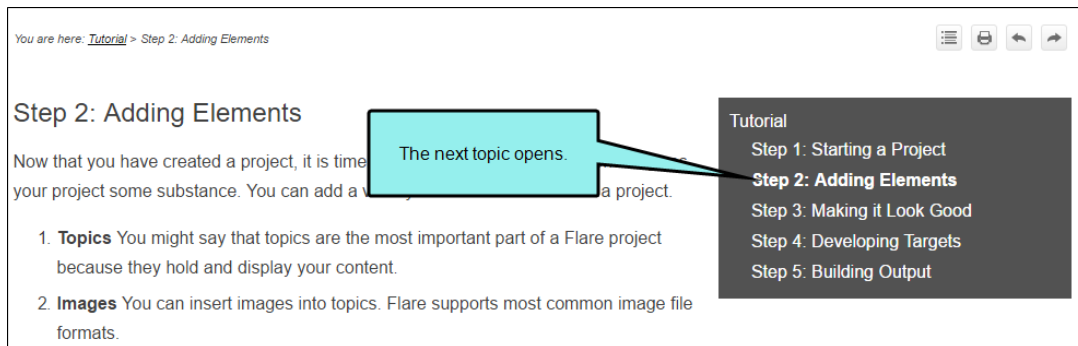 You are here: Tutorial > Step 2: Adding Elements
Step 2: Adding Elements
Now that you have created a project, it is time
your project some substance. You can add a a project.
The next topic opens.
1. Topics You might say that topics are the most important part of a Flare project
because they hold and display your content.
2. Images You can insert images into topics. Flare supports most common image file
formats.
Tutorial
Step 1: Starting a Project
Step 2: Adding Elements
Step 3: Making it Look Good
Step 4: Developing Targets
Step 5: Building Output